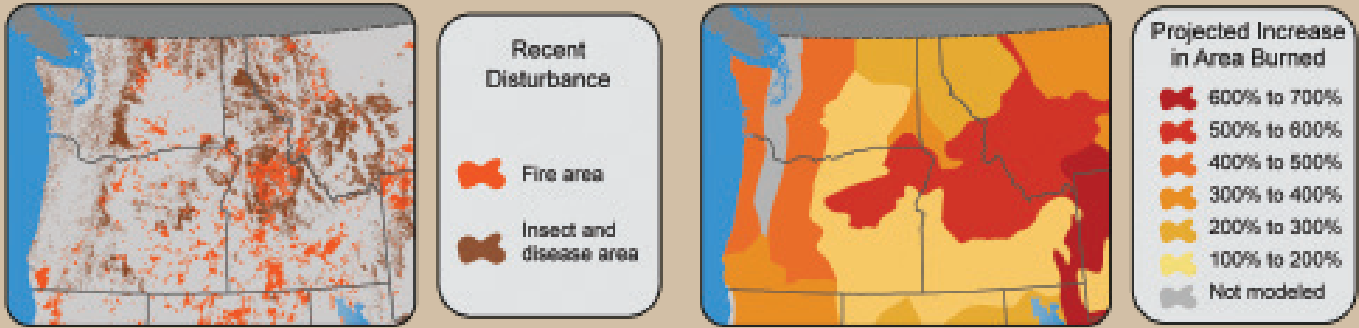 Recent
Disturbance
Fire area
Insect and
disease area
Projected Increase
in Area Burned
600% to 700%
500% to 600%
400% to 500%
300% to 400%
200% to 300%
100% to 200%
Not modeled